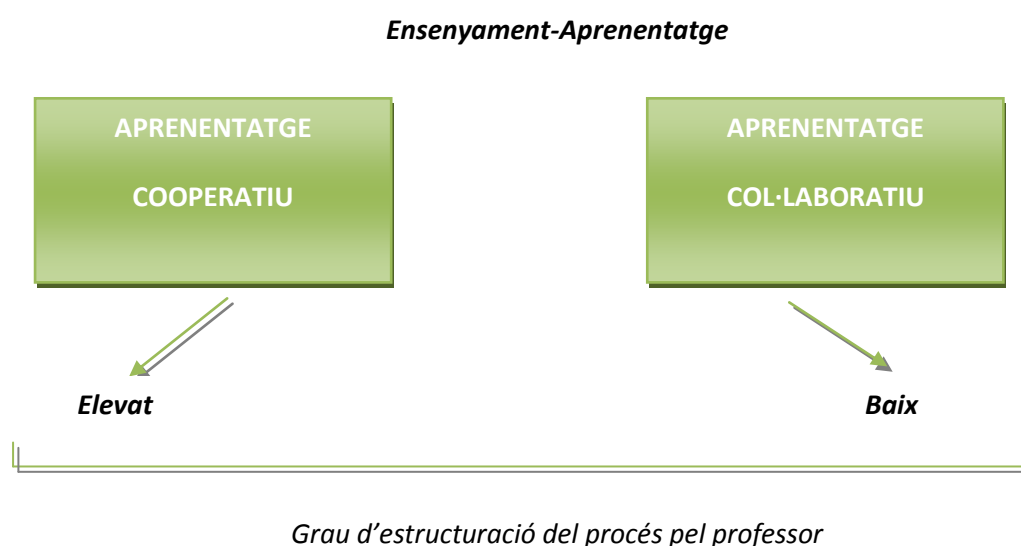 Ensenyament-Aprenentatge
APRENENTATGE
COOPERATIU
APRENENTATGE
COL·LABORATIU
Elevat
Baix
Grau d’estructuració del procés pel professor